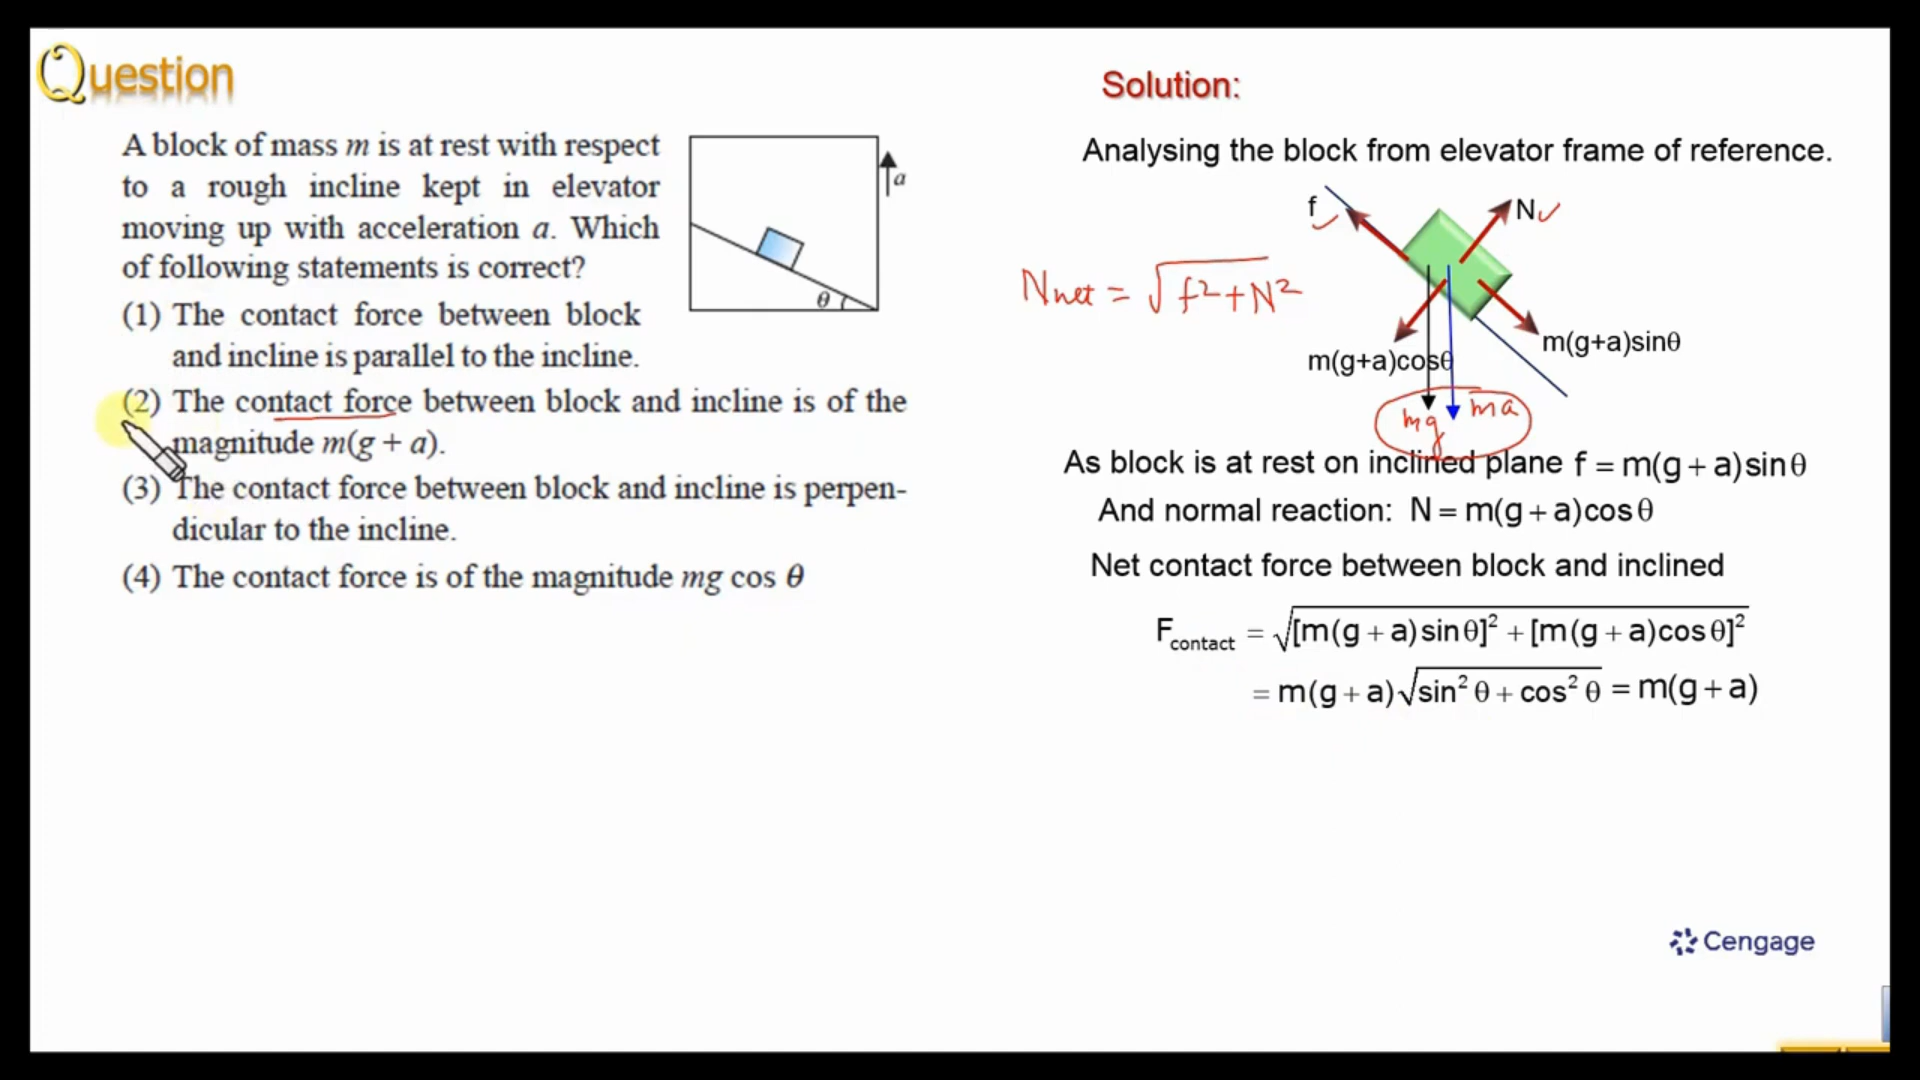 Question
A block of mass m is at rest with respect
to a rough incline kept in elevator
moving up with acceleration a. Which
of following statements is correct?
a
θ
(1) The contact force between block
and incline is parallel to the incline.
(2) The contact force between block and incline is of the
magnitude m(g + a).
(3) The contact force between block and incline is perpen-
dicular to the incline.
(4) The contact force is of the magnitude mg cos θ
Solution:
Analysing the block from elevator frame of reference.
f
N
N net = √f² + N²
m(g+a)sinθ
m(g+a)cosθ
mg
ma
As block is at rest on inclined plane f = m(g + a)sinθ
And normal reaction: N = m(g + a)cosθ
Net contact force between block and inclined
Fcontact = √[m(g + a)sinθ]² + [m(g + a)cosθ]²
= m(g + a)√sin² θ + cos² θ = m(g + a)
Cengage